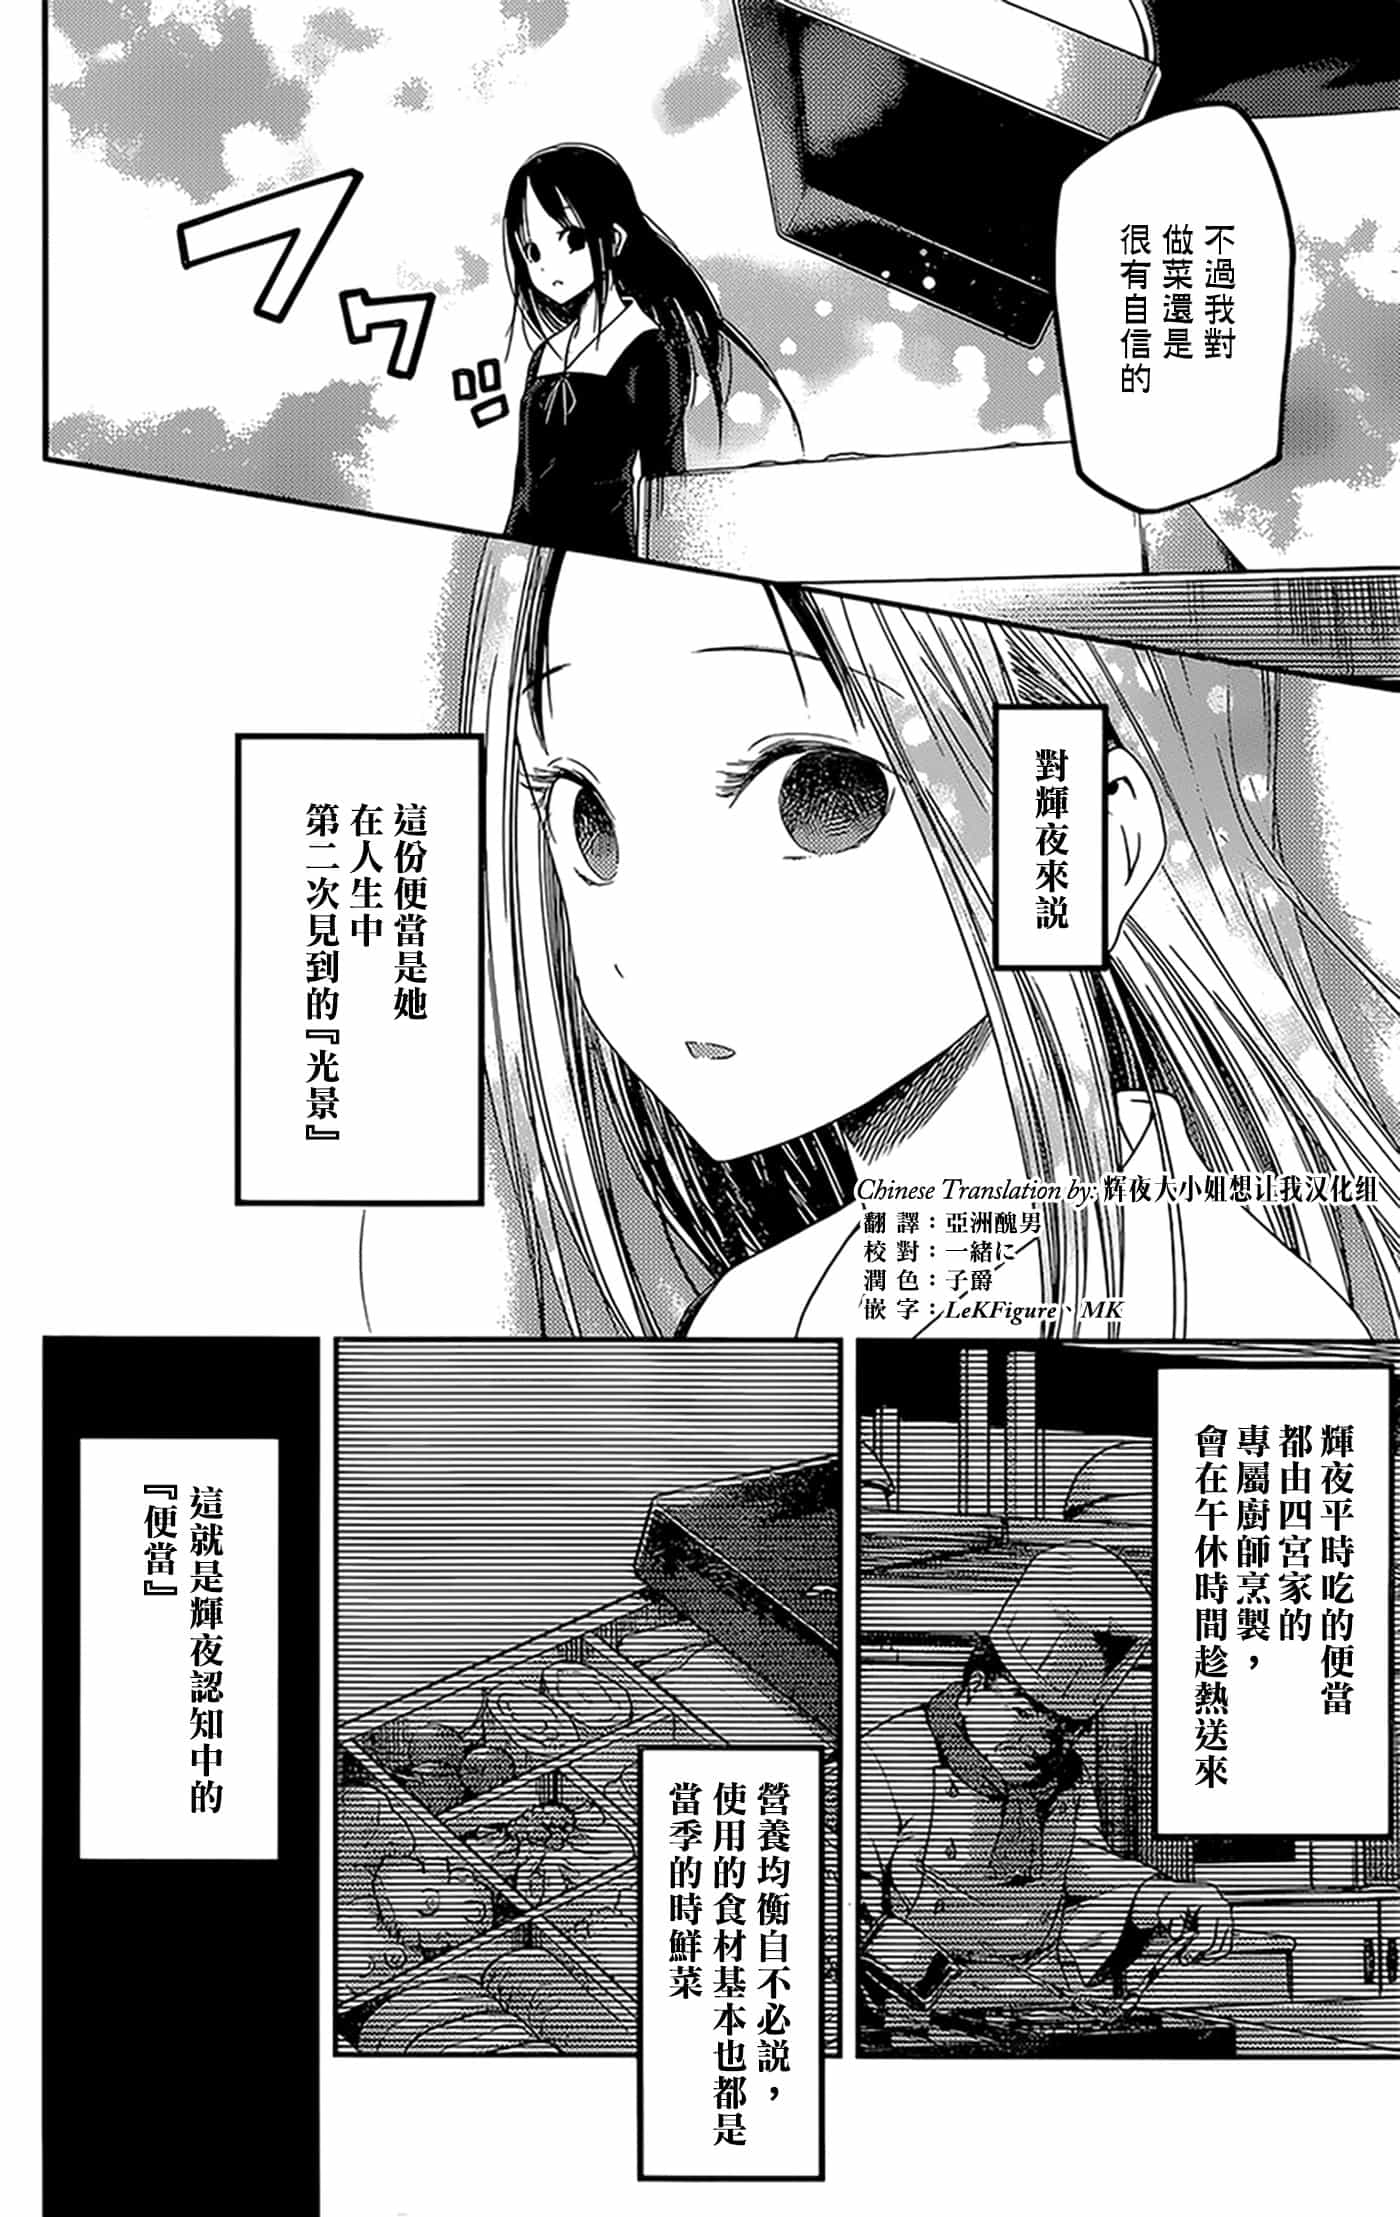 不過我對
做菜還是
很有自信的
ファ
クッ
對輝夜來説
這份便當是她
在人生中
第二次見到的『光景』
Chinese Translation by: 辉夜大小姐想让我汉化组
翻 譯：亞洲醜男
校 對：一緒に
潤 色：子爵
嵌 字：LeKFigure、MK
輝夜平時吃的便當
都由四宮家的
專屬廚師烹製，
會在午休時間趁熱送來
營養均衡自不必説，
使用的食材基本也都是
當季的時鮮菜
這就是輝夜認知中的
『便當』